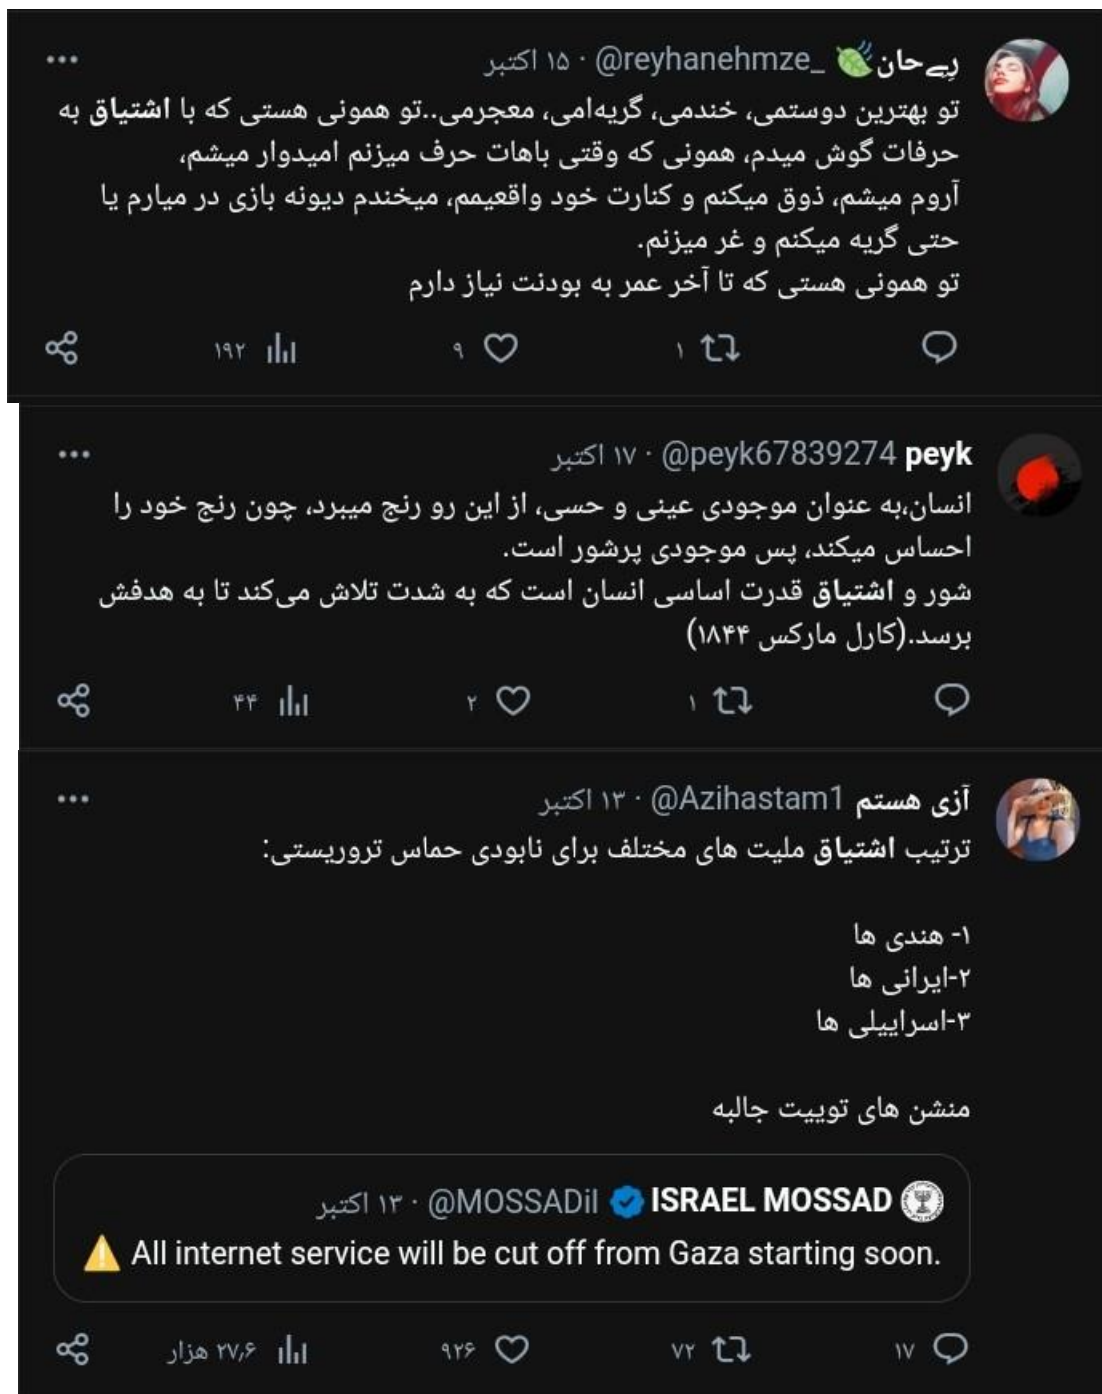 رِےحان🍃 @reyhanehmze_ · ۱۵ اکتبر
تو بهترین دوستمی، خندمی، گریه‌امی، معجرمی..تو همونی هستی که با اشتیاق به
حرفات گوش میدم، همونی که وقتی باهات حرف میزنم امیدوار میشم،
آروم میشم، ذوق میکنم و کنارت خود واقعیمم، میخندم دیونه بازی در میارم یا
حتی گریه میکنم و غر میزنم.
تو همونی هستی که تا آخر عمر به بودنت نیاز دارم
۱ ۹ ۱۹۲
peyk @peyk67839274 · ۱۷ اکتبر
انسان،به عنوان موجودی عینی و حسی، از این رو رنج میبرد، چون رنج خود را
احساس میکند، پس موجودی پرشور است.
شور و اشتیاق قدرت اساسی انسان است که به شدت تلاش می‌کند تا به هدفش
برسد.(کارل مارکس ۱۸۴۴)
۱ ۲ ۴۴
آزی هستم @Azihastam1 · ۱۳ اکتبر
ترتیب اشتیاق ملیت های مختلف برای نابودی حماس تروریستی:
۱- هندی ها
۲-ایرانی ها
۳-اسراییلی ها
منشن های توییت جالبه
ISRAEL MOSSAD @MOSSADil · ۱۳ اکتبر
⚠️ All internet service will be cut off from Gaza starting soon.
۱۷ ۷۲ ۹۲۶ ۲۷٫۶ هزار